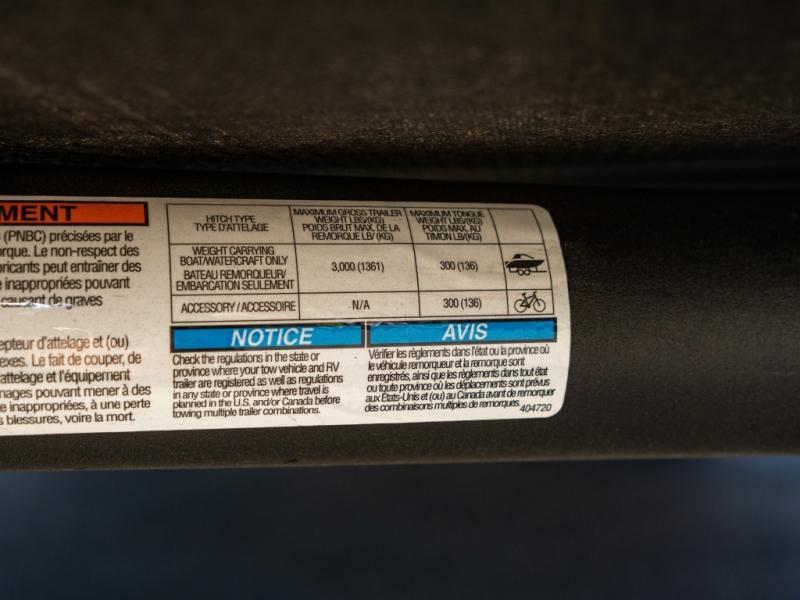 MENT
(PNBC) précisées par le
orque. Le non-respect des
bricants peut entraîner des
e inappropriées pouvant
causant de graves
epteur d'attelage et (ou)
exes. Le fait de couper, de
attelage et l'équipement
mages pouvant mener à des
e inappropriées, à une perte
s blessures, voire la mort.
HITCH TYPE
TYPE D'ATTELAGE
MAXIMUM GROSS TRAILER
WEIGHT LBS/(KG)
POIDS BRUT MAX. DE LA
REMORQUE LB/ (KG)
MAXIMUM TONGUE
WEIGHT LBS/(KG)
POIDS MAX. AU
TIMON LB/(KG)
WEIGHT CARRYING
BOAT/WATERCRAFT ONLY
BATEAU REMORQUEUR/
EMBARCATION SEULEMENT
3,000 (1361)
300 (136)
ACCESSORY / ACCESSOIRE
N/A
300 (136)
NOTICE
Check the regulations in the state or
province where your tow vehicle and RV
trailer are registered as well as regulations
in any state or province where travel is
planned in the U.S. and/or Canada before
towing multiple trailer combinations.
AVIS
Vérifier les règlements dans l'état ou la province où
le véhicule remorqueur et la remorque sont
enregistrés, ainsi que les règlements dans tout état
ou toute province où les déplacements sont prévus
aux États-Unis et (ou) au Canada avant de remorquer
des combinaisons multiples de remorques.
404720